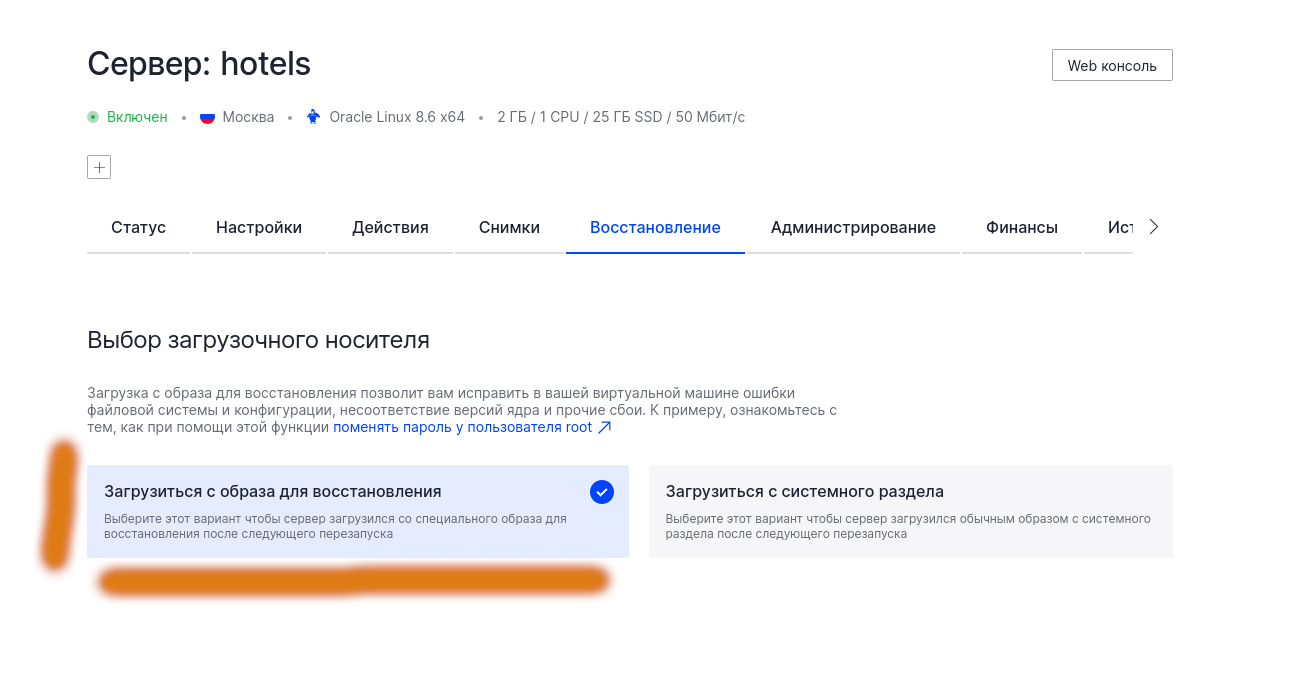 Сервер: hotels
Web консоль
Включен • Москва • Oracle Linux 8.6 x64 • 2 ГБ / 1 CPU / 25 ГБ SSD / 50 Мбит/с
Статус Настройки Действия Снимки Восстановление Администрирование Финансы Ист
Выбор загрузочного носителя
Загрузка с образа для восстановления позволит вам исправить в вашей виртуальной машине ошибки
файловой системы и конфигурации, несоответствие версий ядра и прочие сбои. К примеру, ознакомьтесь с
тем, как при помощи этой функции поменять пароль у пользователя root
Загрузиться с образа для восстановления
Выберите этот вариант чтобы сервер загрузился со специального образа для
восстановления после следующего перезапуска
Загрузиться с системного раздела
Выберите этот вариант чтобы сервер загрузился обычным образом с системного
раздела после следующего перезапуска